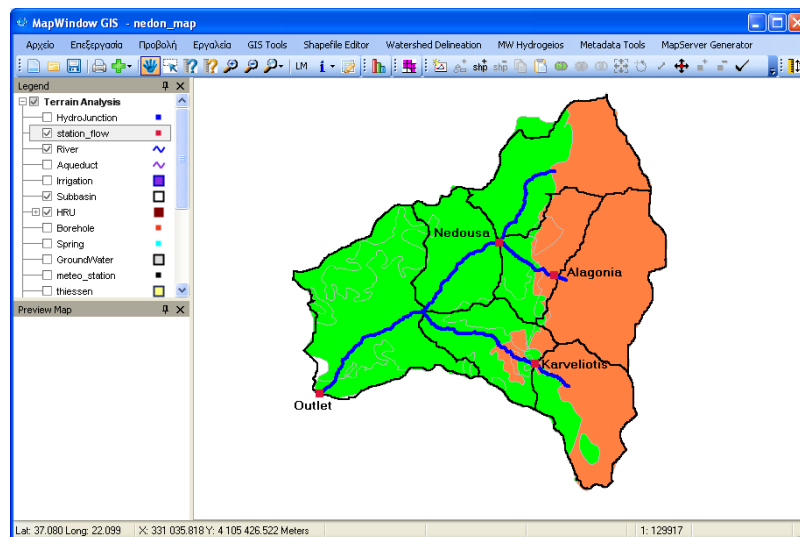 MapWindow GIS - nedon_map
Αρχείο Επεξεργασία Προβολή Εργαλεία GIS Tools Shapefile Editor Watershed Delineation MW Hydrogeios Metadata Tools MapServer Generator
LM shp shp
Legend
Terrain Analysis
HydroJunction
station_flow
River
Aqueduct
Irrigation
Subbasin
HRU
Borehole
Spring
GroundWater
meteo_station
thiessen
Preview Map
Nedousa
Alagonia
Karveliotis
Outlet
Lat: 37.080 Long: 22.099 X: 331 035.818 Y: 4 105 426.522 Meters 1: 129917